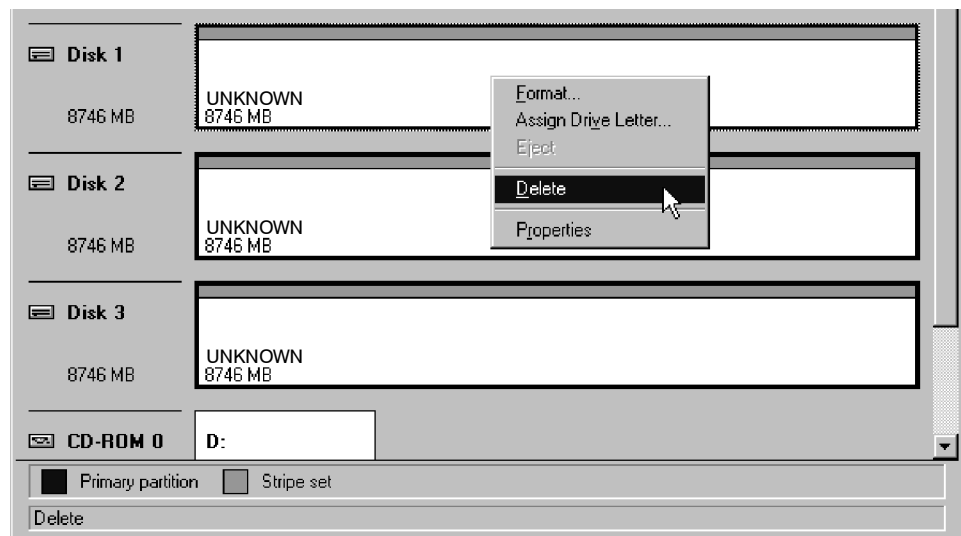 Disk 1
8746 MB
UNKNOWN
8746 MB
Format...
Assign Drive Letter...
Eject
Delete
Properties
Disk 2
8746 MB
UNKNOWN
8746 MB
Disk 3
8746 MB
UNKNOWN
8746 MB
CD-ROM 0
D:
Primary partition
Stripe set
Delete